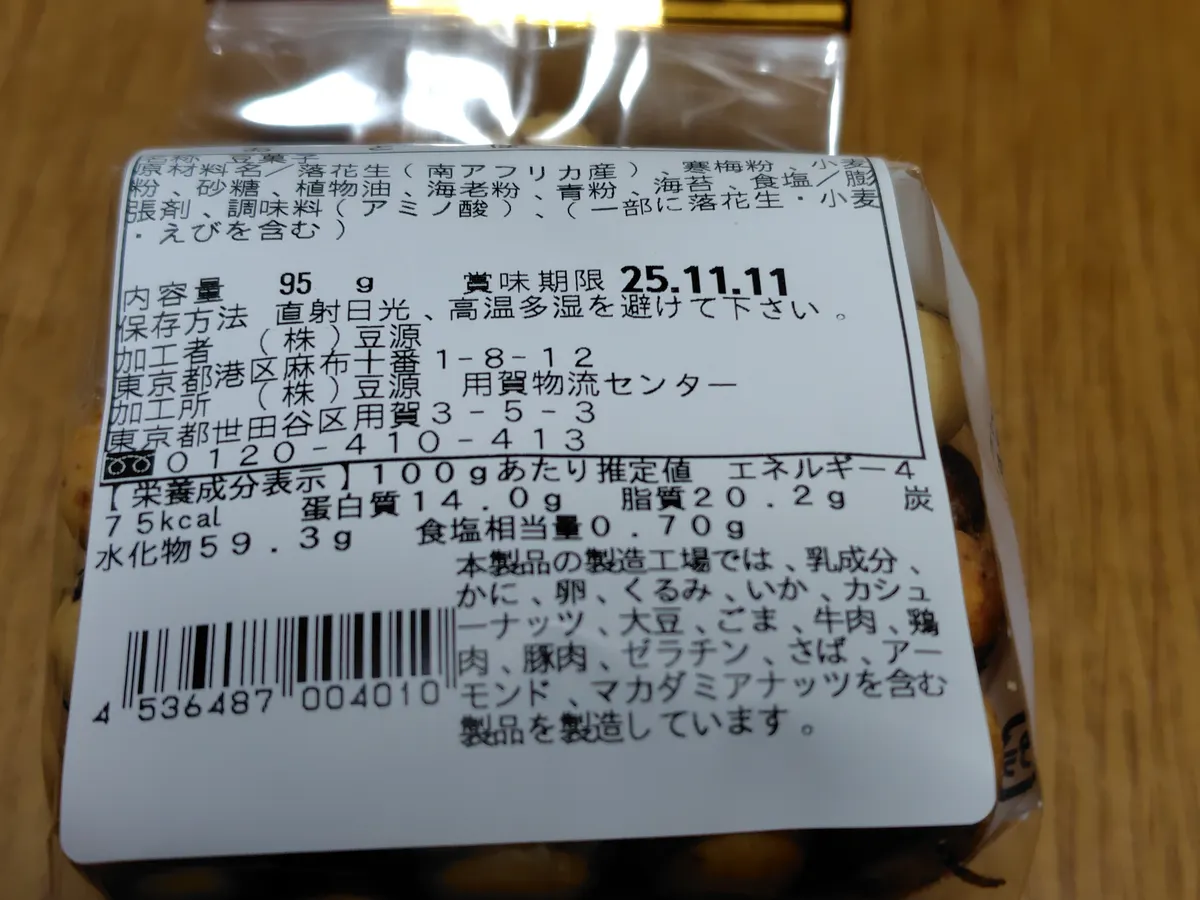 おとぼけ
名称 豆菓子
原材料名/落花生(南アフリカ産)、寒梅粉、小麦
粉、砂糖、植物油、海老粉、青粉、海苔、食塩/膨
張剤、調味料(アミノ酸)、(一部に落花生・小麦
・えびを含む)
内容量 95 g 賞味期限 25.11.11
保存方法 直射日光、高温多湿を避けて下さい。
加工者 (株)豆源
東京都港区麻布十番1-8-12
加工所 (株)豆源 用賀物流センター
東京都世田谷区用賀3-5-3
0120-410-413
【栄養成分表示】100gあたり推定値 エネルギー4
75kcal 蛋白質14.0g 脂質20.2g 炭
水化物59.3g 食塩相当量0.70g
本製品の製造工場では、乳成分、
かに、卵、くるみ、いか、カシュ
ーナッツ、大豆、ごま、牛肉、鶏
肉、豚肉、ゼラチン、さば、アー
モンド、マカダミアナッツを含む
製品を製造しています。
4 536487 004010